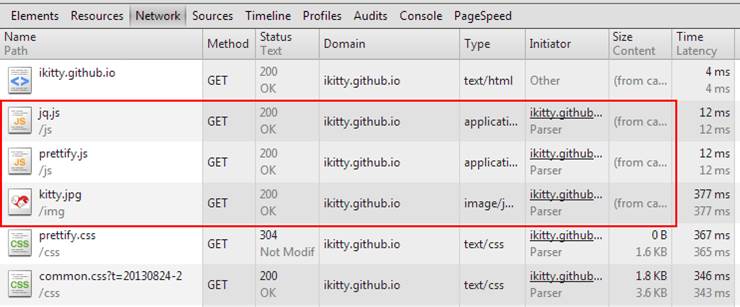 Elements Resources Network Sources Timeline Profiles Audits Console PageSpeed
Name Path Method Status Text Domain Type Initiator Size Content Time Latency
ikitty.github.io GET 200 OK ikitty.github.io text/html Other (from ca... 4 ms 4 ms
jq.js /js GET 200 OK ikitty.github.io applicati... ikitty.github... Parser (from ca... 12 ms 12 ms
prettify.js /js GET 200 OK ikitty.github.io applicati... ikitty.github... Parser (from ca... 12 ms 12 ms
kitty.jpg /img GET 200 OK ikitty.github.io image/j... ikitty.github... Parser (from ca... 377 ms 377 ms
prettify.css /css GET 304 Not Modif ikitty.github.io text/css ikitty.github... Parser 0 B 1.6 KB 367 ms 365 ms
common.css?t=20130824-2 /css GET 200 OK ikitty.github.io text/css ikitty.github... Parser 1.8 KB 3.6 KB 346 ms 343 ms